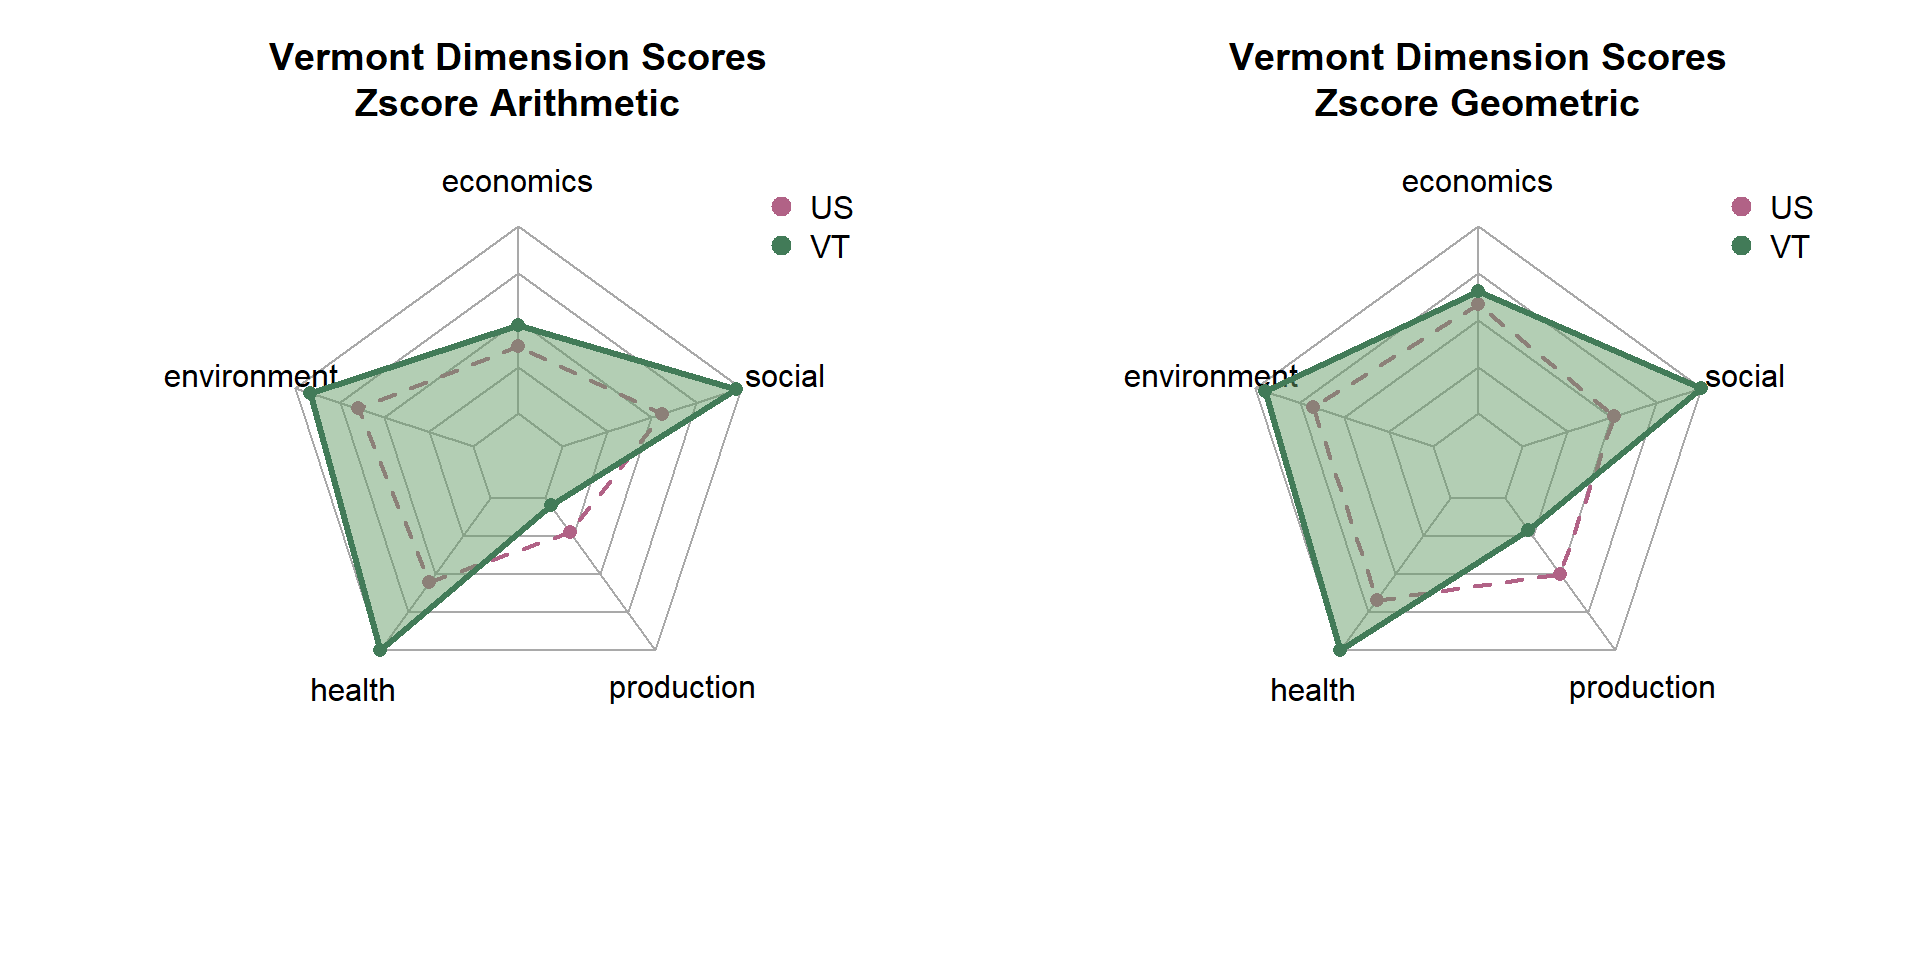 Vermont Dimension Scores
Zscore Arithmetic
economics
US
VT
environment
social
health
production
Vermont Dimension Scores
Zscore Geometric
economics
US
VT
environment
social
health
production